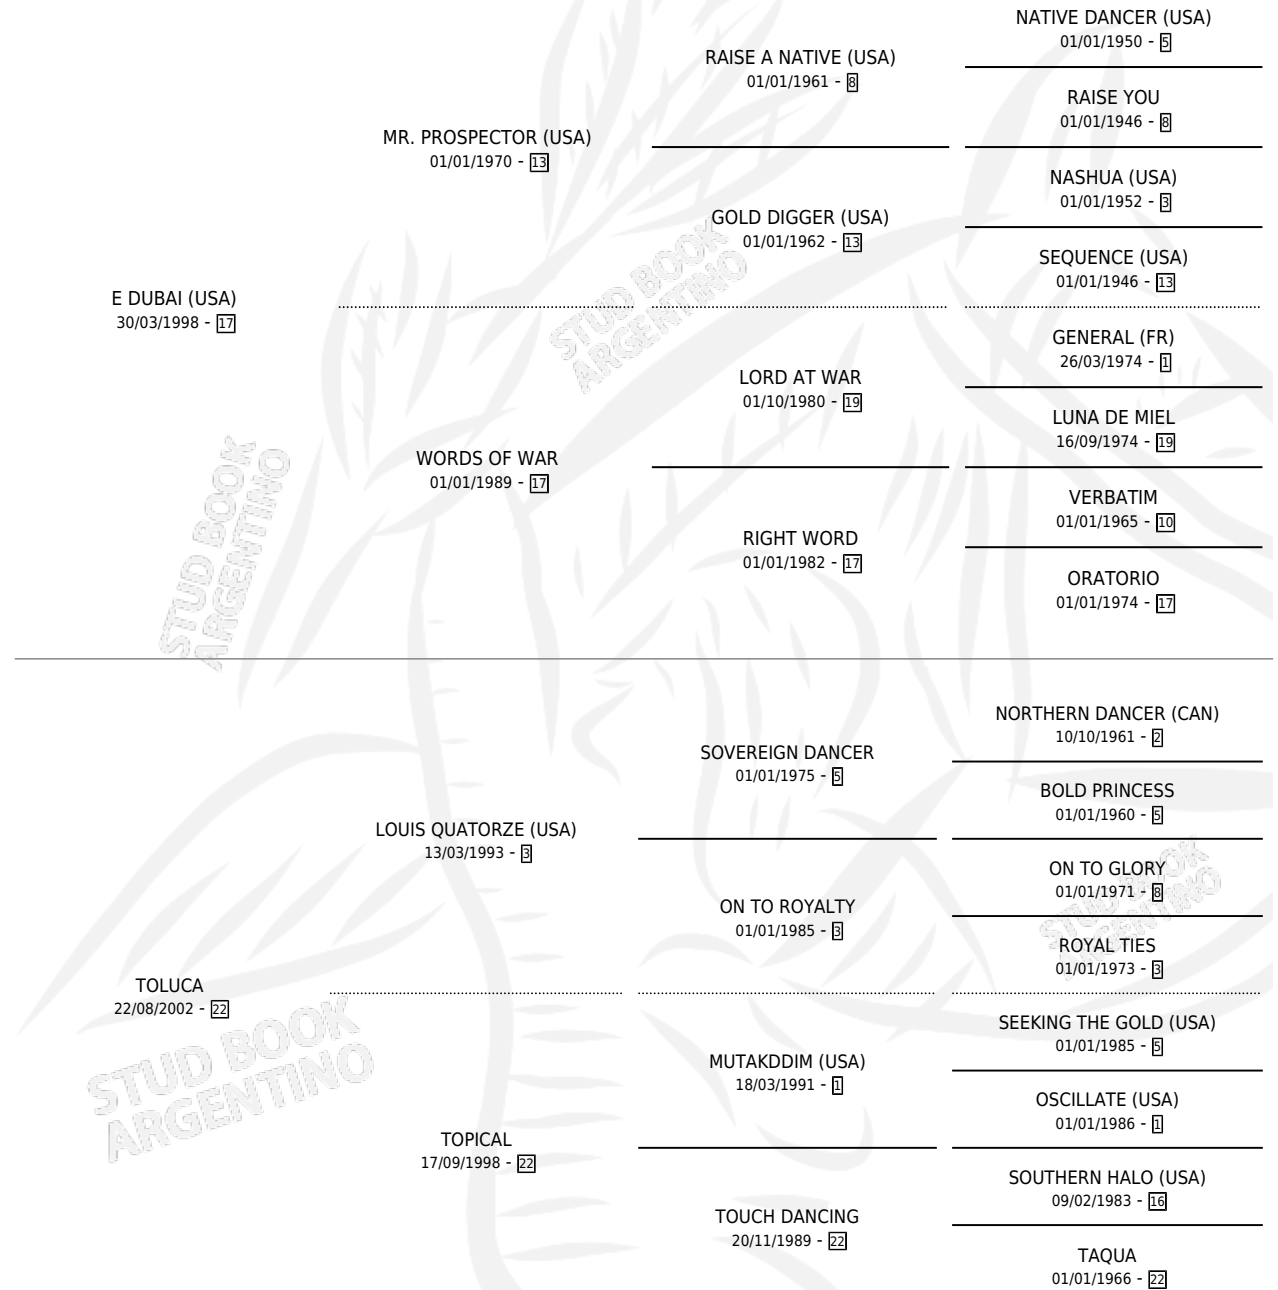 NATIVE DANCER (USA)
01/01/1950 - 5
RAISE A NATIVE (USA)
01/01/1961 - 8
RAISE YOU
01/01/1946 - 8
MR. PROSPECTOR (USA)
01/01/1970 - 13
NASHUA (USA)
01/01/1952 - 3
GOLD DIGGER (USA)
01/01/1962 - 13
SEQUENCE (USA)
01/01/1946 - 13
E DUBAI (USA)
30/03/1998 - 17
STUD BOOK
ARGENTINO
GENERAL (FR)
26/03/1974 - 1
LORD AT WAR
01/10/1980 - 19
LUNA DE MIEL
16/09/1974 - 19
WORDS OF WAR
01/01/1989 - 17
VERBATIM
01/01/1965 - 10
RIGHT WORD
01/01/1982 - 17
ORATORIO
01/01/1974 - 17
STUD BOOK
ARGENTINO
NORTHERN DANCER (CAN)
10/10/1961 - 2
SOVEREIGN DANCER
01/01/1975 - 5
BOLD PRINCESS
01/01/1960 - 5
LOUIS QUATORZE (USA)
13/03/1993 - 3
ON TO GLORY
01/01/1971 - 8
ON TO ROYALTY
01/01/1985 - 3
ROYAL TIES
01/01/1973 - 3
STUD BOOK
ARGENTINO
TOLUCA
22/08/2002 - 22
SEEKING THE GOLD (USA)
01/01/1985 - 5
MUTAKDDIM (USA)
18/03/1991 - 1
OSCILLATE (USA)
01/01/1986 - 1
STUD BOOK
ARGENTINO
TOPICAL
17/09/1998 - 22
SOUTHERN HALO (USA)
09/02/1983 - 16
TOUCH DANCING
20/11/1989 - 22
TAQUA
01/01/1966 - 22